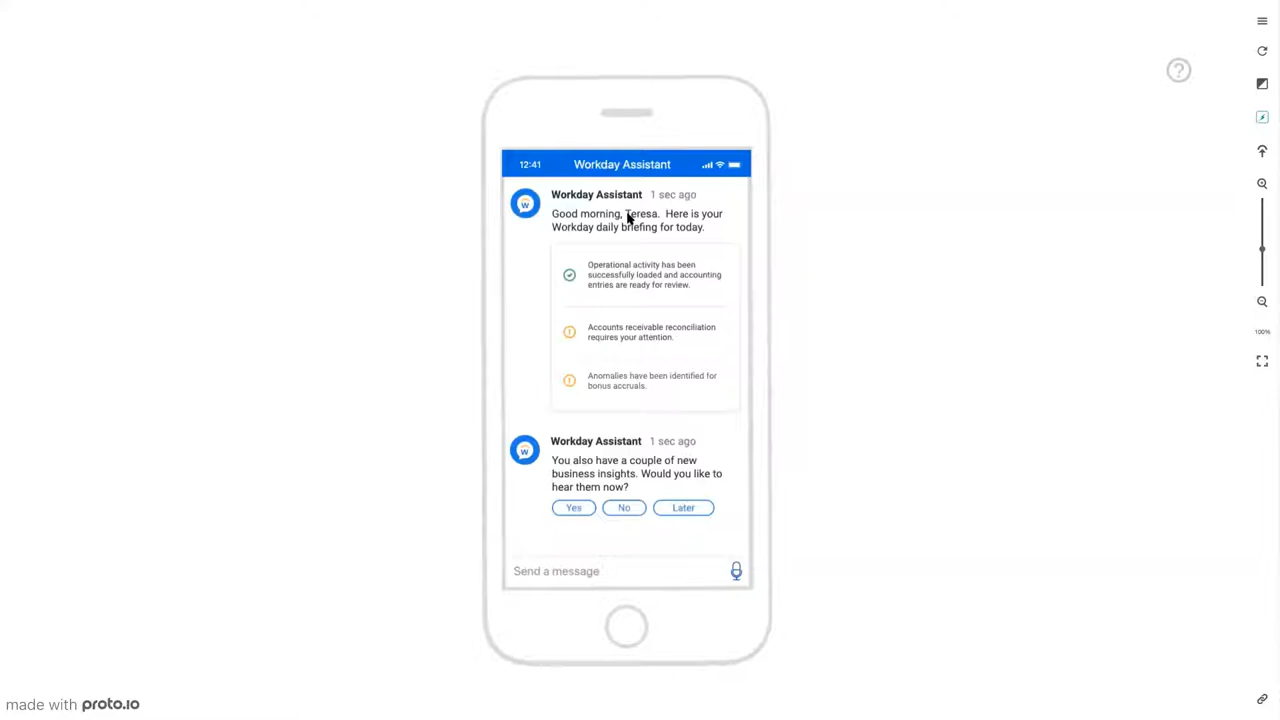 12:41 Workday Assistant
Workday Assistant 1 sec ago
Good morning, Teresa. Here is your
Workday daily briefing for today.
Operational activity has been
successfully loaded and accounting
entries are ready for review.
Accounts receivable reconciliation
requires your attention.
Anomalies have been identified for
bonus accruals.
Workday Assistant 1 sec ago
You also have a couple of new
business insights. Would you like to
hear them now?
Yes No Later
Send a message
100%
made with proto.io